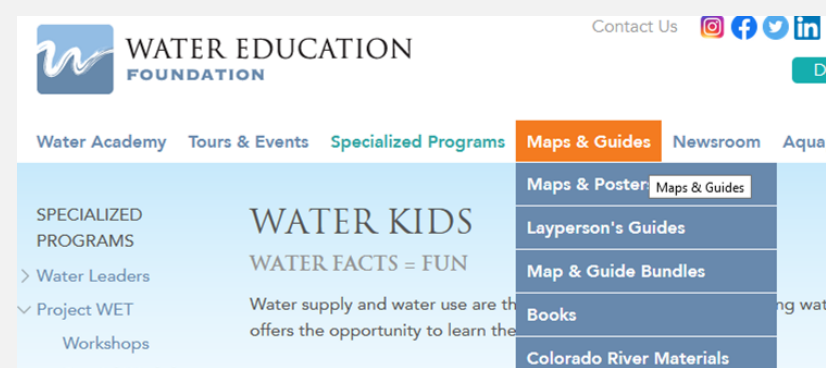 Contact Us
WATER EDUCATION
FOUNDATION
Water Academy Tours & Events Specialized Programs Maps & Guides Newsroom
Maps & Posters
Maps & Guides
SPECIALIZED
PROGRAMS
WATER KIDS
Layperson's Guides
WATER FACTS = FUN
Water Leaders
Map & Guide Bundles
Project WET
Water supply and water use are
Books
offers the opportunity to learn the
Workshops
Colorado River Materials